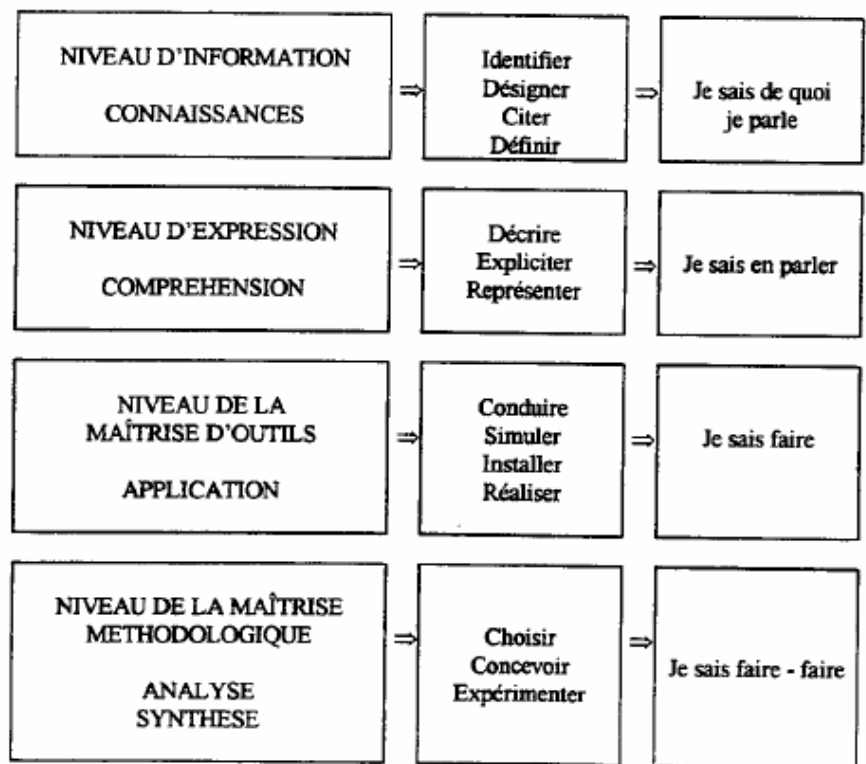 NIVEAU D'INFORMATION
CONNAISSANCES
⇒
Identifier
Désigner
Citer
Définir
⇒
Je sais de quoi
je parle
NIVEAU D'EXPRESSION
COMPREHENSION
⇒
Décrire
Expliciter
Représenter
⇒
Je sais en parler
NIVEAU DE LA
MAÎTRISE D'OUTILS
APPLICATION
⇒
Conduire
Simuler
Installer
Réaliser
⇒
Je sais faire
NIVEAU DE LA MAÎTRISE
METHODOLOGIQUE
ANALYSE
SYNTHESE
⇒
Choisir
Concevoir
Expérimenter
⇒
Je sais faire - faire